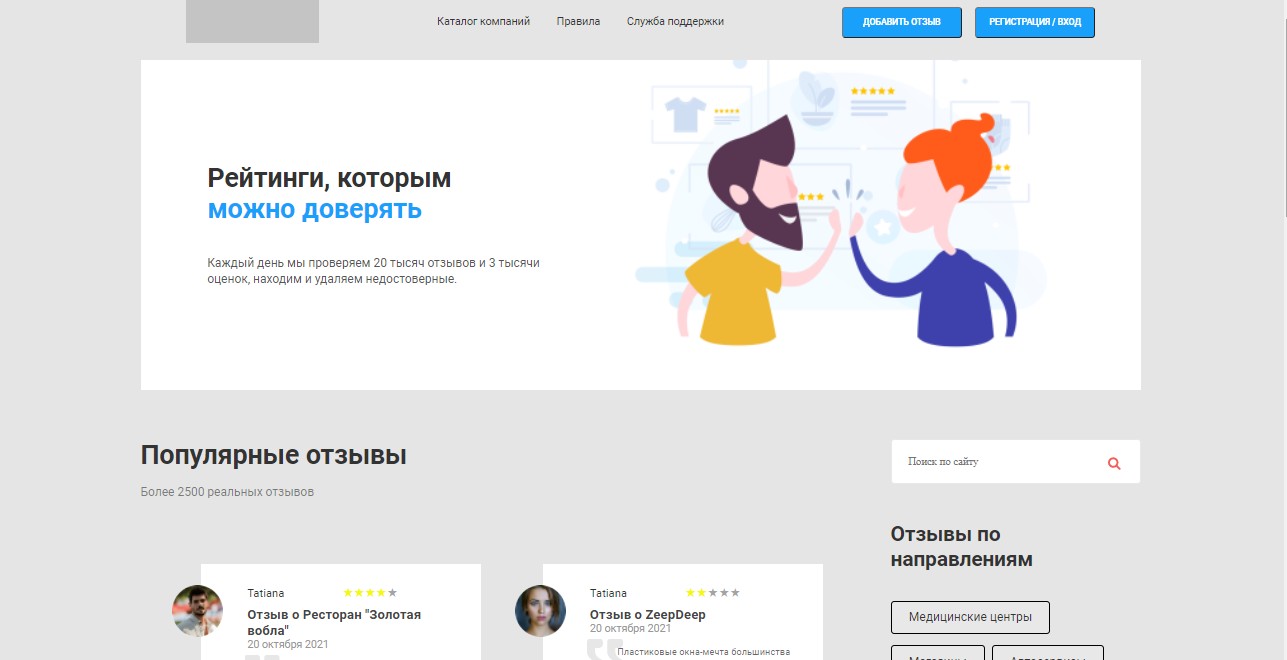 Каталог компаний Правила Служба поддержки ДОБАВИТЬ ОТЗЫВ РЕГИСТРАЦИЯ / ВХОД
Рейтинги, которым
можно доверять
Каждый день мы проверяем 20 тысяч отзывов и 3 тысячи
оценок, находим и удаляем недостоверные.
Популярные отзывы
Более 2500 реальных отзывов
Tatiana
Отзыв о Ресторан "Золотая
вобла"
20 октября 2021
Tatiana
Отзыв о ZeepDeep
20 октября 2021
Пластиковые окна-мечта большинства
Поиск по сайту
Отзывы по
направлениям
Медицинские центры
Магазины Автосервисы